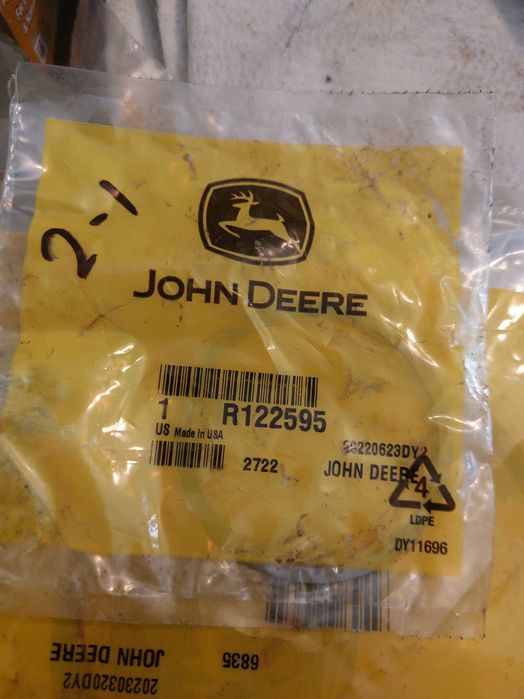 2-1
JOHN DEERE
1 R122595
US Made in USA
20220623DY2
2722 JOHN DEERE
4
LDPE
DY11696
6835 JOHN DEERE
20230320DY2